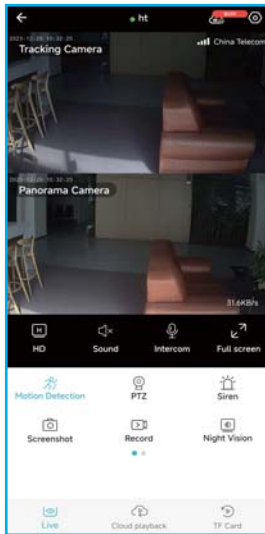 ht
2023-12-26 10:32:25
Tracking Camera
China Telecom
2023-12-26 10:32:25
Panorama Camera
31.6KB/s
H
HD
Sound
Intercom
Full screen
Motion Detection
PTZ
Siren
Screenshot
Record
Night Vision
Live
Cloud playback
TF Card